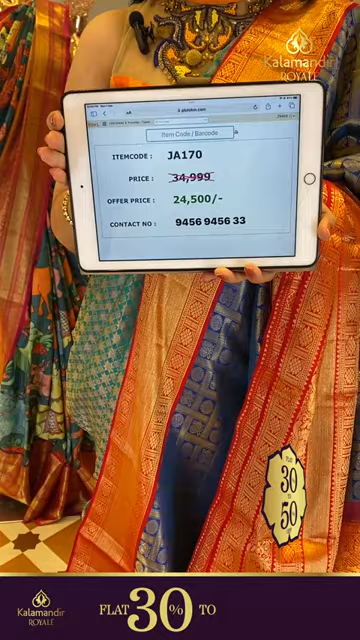 Kalamandir
ROYALE
Item Code / Barcode
ITEMCODE : JA170
PRICE : 34,999
OFFER PRICE : 24,500/-
CONTACT NO : 9456 9456 33
FLAT
30
TO
50
Kalamandir
ROYALE
FLAT 30% TO